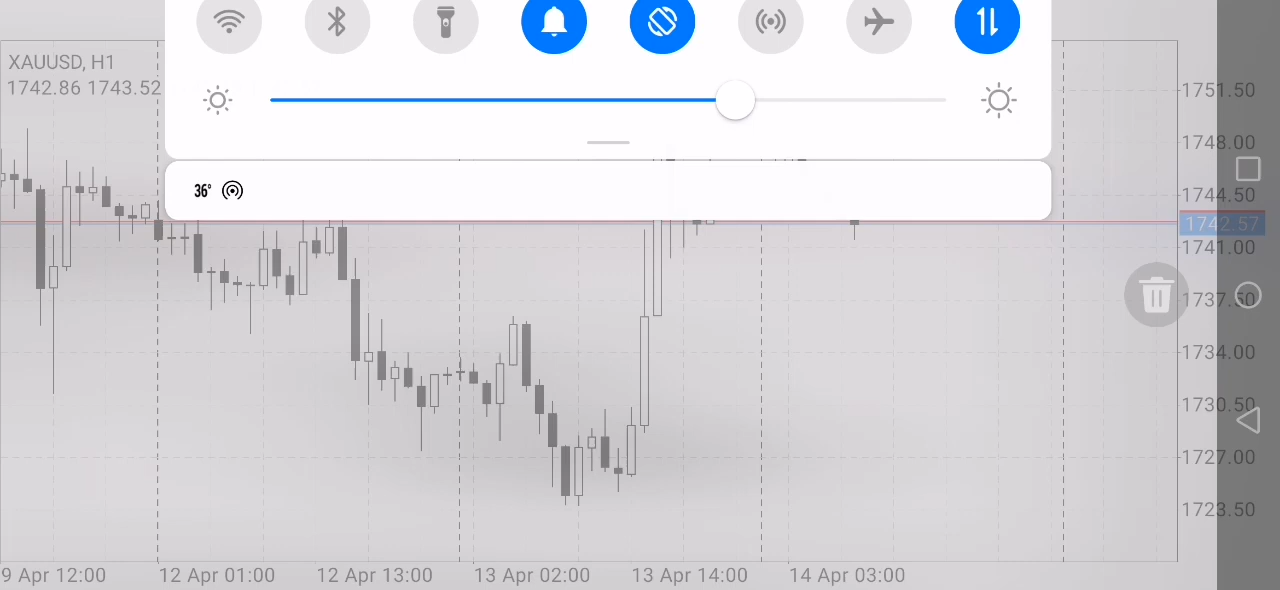 XAUUSD, H1
1742.86 1743.52
36°
1751.50
1748.00
1744.50
1742.57
1741.00
1737.50
1734.00
1730.50
1727.00
1723.50
9 Apr 12:00
12 Apr 01:00
12 Apr 13:00
13 Apr 02:00
13 Apr 14:00
14 Apr 03:00